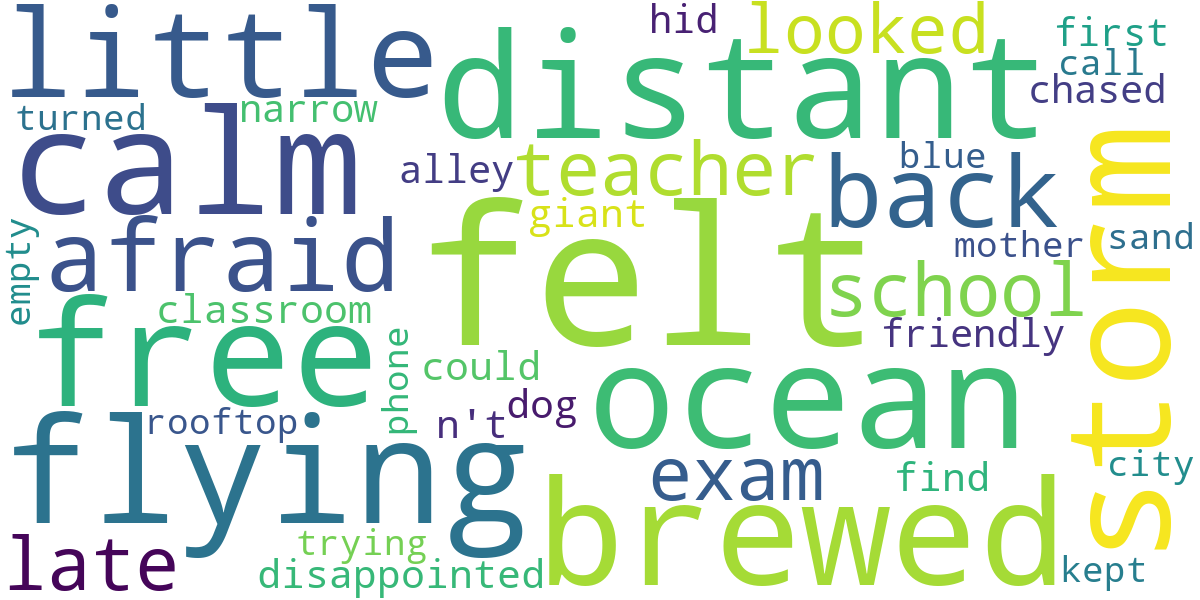 little
distant
hid
looked
first
call
chased
turned
narrow
calm
alley
teacher
blue
back
storm
afraid
giant
felt
mother
sand
empty
free
classroom
school
phone
friendly
could
ocean
rooftop
n't
dog
flying
exam
find
city
brewed
late
trying
disappointed
kept